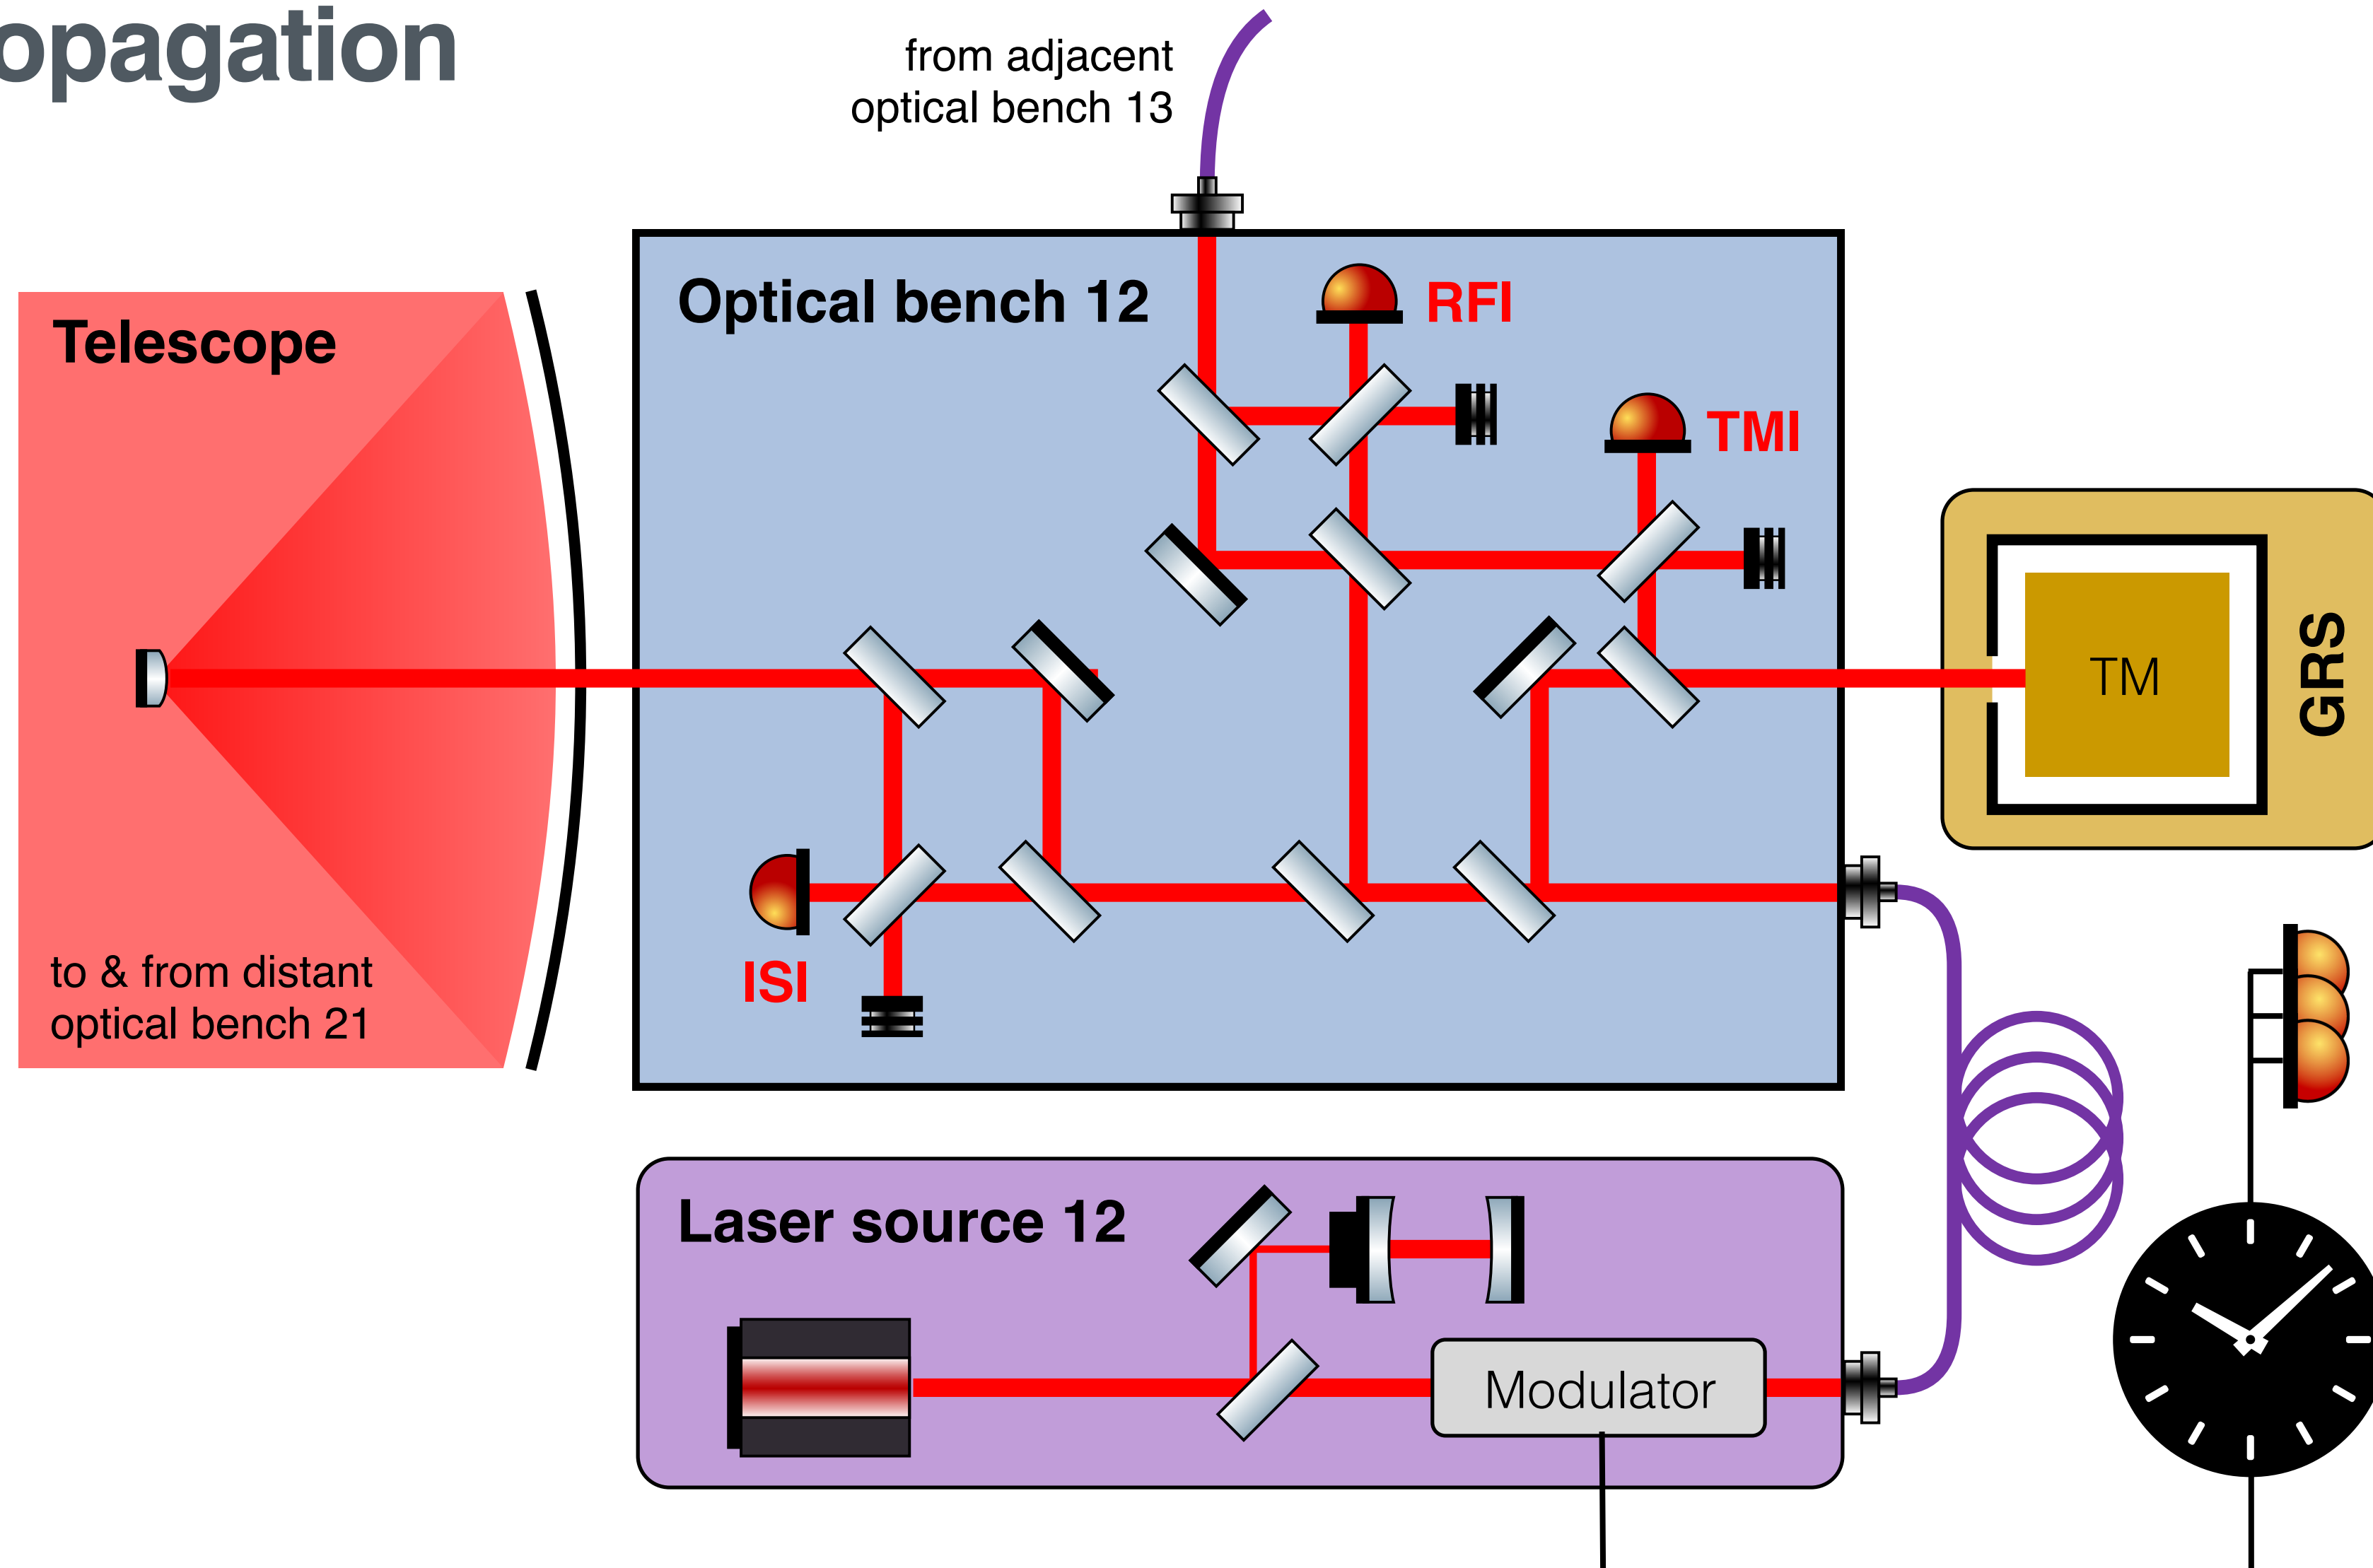 opagation
from adjacent
optical bench 13
Optical bench 12
RFI
Telescope
TMI
TM
GRS
ISI
to & from distant
optical bench 21
Laser source 12
Modulator